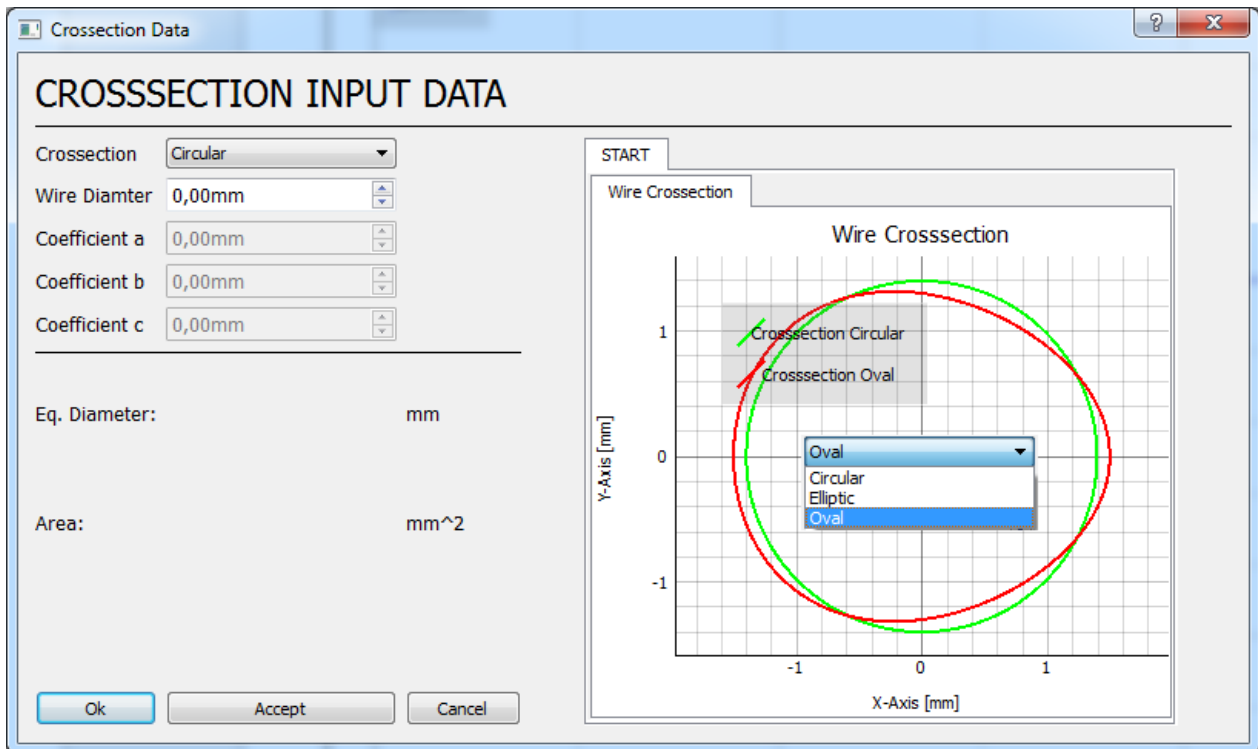 Crossection Data
CROSSSECTION INPUT DATA
Crossection Circular
Wire Diamter 0,00mm
Coefficient a 0,00mm
Coefficient b 0,00mm
Coefficient c 0,00mm
Eq. Diameter: mm
Area: mm^2
Ok Accept Cancel
START
Wire Crossection
Wire Crosssection
Crosssection Circular
Crosssection Oval
Oval
Circular
Elliptic
Oval
Y-Axis [mm]
1
0
-1
-1 0 1
X-Axis [mm]